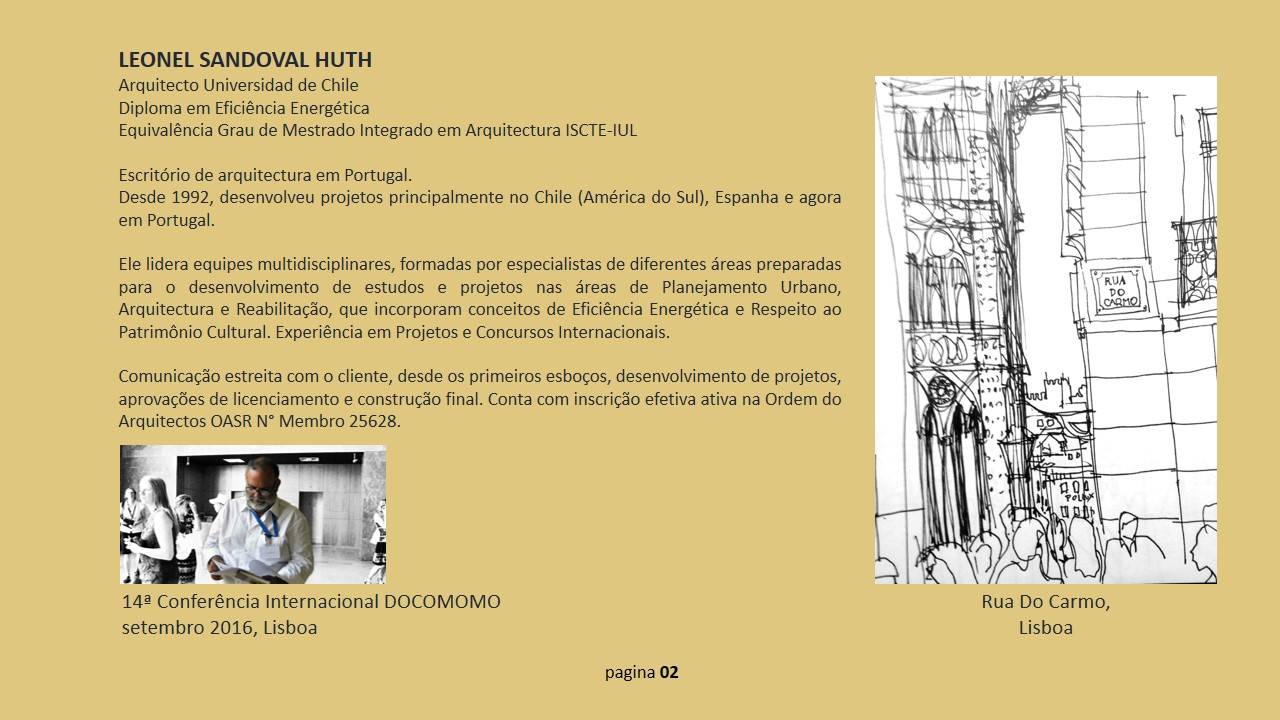 LEONEL SANDOVAL HUTH
Arquitecto Universidad de Chile
Diploma em Eficiência Energética
Equivalência Grau de Mestrado Integrado em Arquitectura ISCTE-IUL
Escritório de arquitectura em Portugal.
Desde 1992, desenvolveu projetos principalmente no Chile (América do Sul), Espanha e agora
em Portugal.
Ele lidera equipes multidisciplinares, formadas por especialistas de diferentes áreas preparadas
para o desenvolvimento de estudos e projetos nas áreas de Planejamento Urbano,
Arquitectura e Reabilitação, que incorporam conceitos de Eficiência Energética e Respeito ao
Patrimônio Cultural. Experiência em Projetos e Concursos Internacionais.
Comunicação estreita com o cliente, desde os primeiros esboços, desenvolvimento de projetos,
aprovações de licenciamento e construção final. Conta com inscrição efetiva ativa na Ordem do
Arquitectos OASR N° Membro 25628.
14ª Conferência Internacional DOCOMOMO
setembro 2016, Lisboa
RUA
DO
CARMO
POLLUX
Rua Do Carmo,
Lisboa
pagina 02